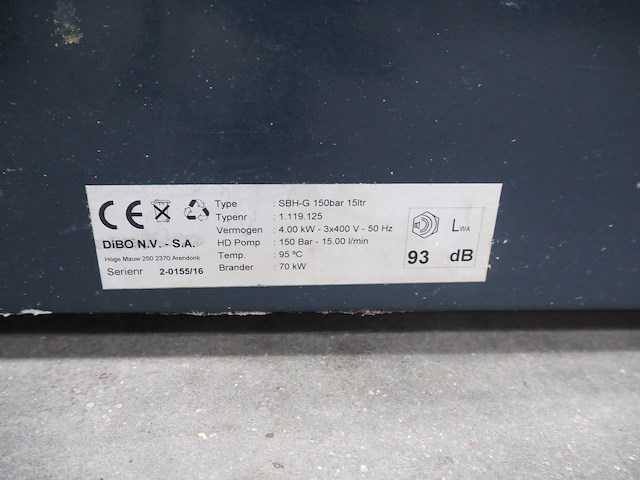 CE
DiBO N.V. - S.A.
Hoge Mauw 250 2370 Arendonk
Serienr 2-0155/16
Type : SBH-G 150bar 15ltr
Typenr : 1.119.125
Vermogen : 4.00 kW - 3x400 V - 50 Hz
HD Pomp : 150 Bar - 15.00 l/min
Temp. : 95 °C
Brander : 70 kW
LWA
93 dB